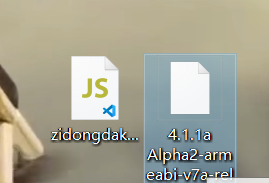 JS
zidongdak...
4.1.1a
Alpha2-arm
eabi-v7a-rel